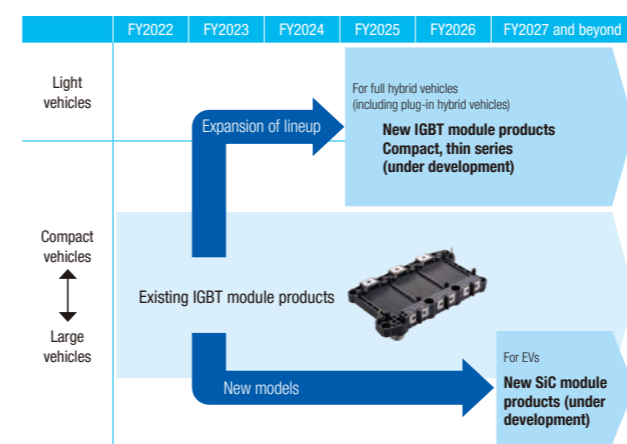 FY2022 FY2023 FY2024 FY2025 FY2026 FY2027 and beyond
Light
vehicles
For full hybrid vehicles
(including plug-in hybrid vehicles)
New IGBT module products
Compact, thin series
(under development)
Expansion of lineup
Compact
vehicles
Large
vehicles
Existing IGBT module products
New models
For EVs
New SiC module
products (under
development)